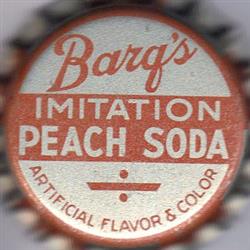 Barq's
IMITATION
PEACH SODA
ARTIFICIAL FLAVOR & COLOR